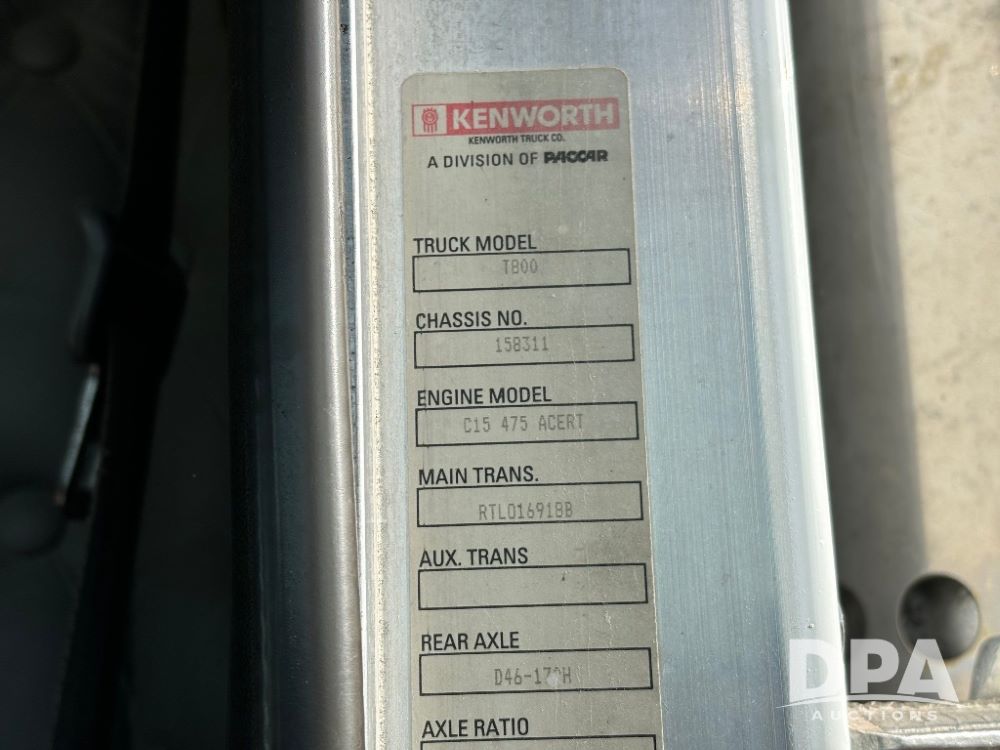 KENWORTH
KENWORTH TRUCK CO.
A DIVISION OF PACCAR
TRUCK MODEL
T800
CHASSIS NO.
158311
ENGINE MODEL
C15 475 ACERT
MAIN TRANS.
RTLO16918B
AUX. TRANS
REAR AXLE
AXLE RATIO
DPA
AUCTIONS